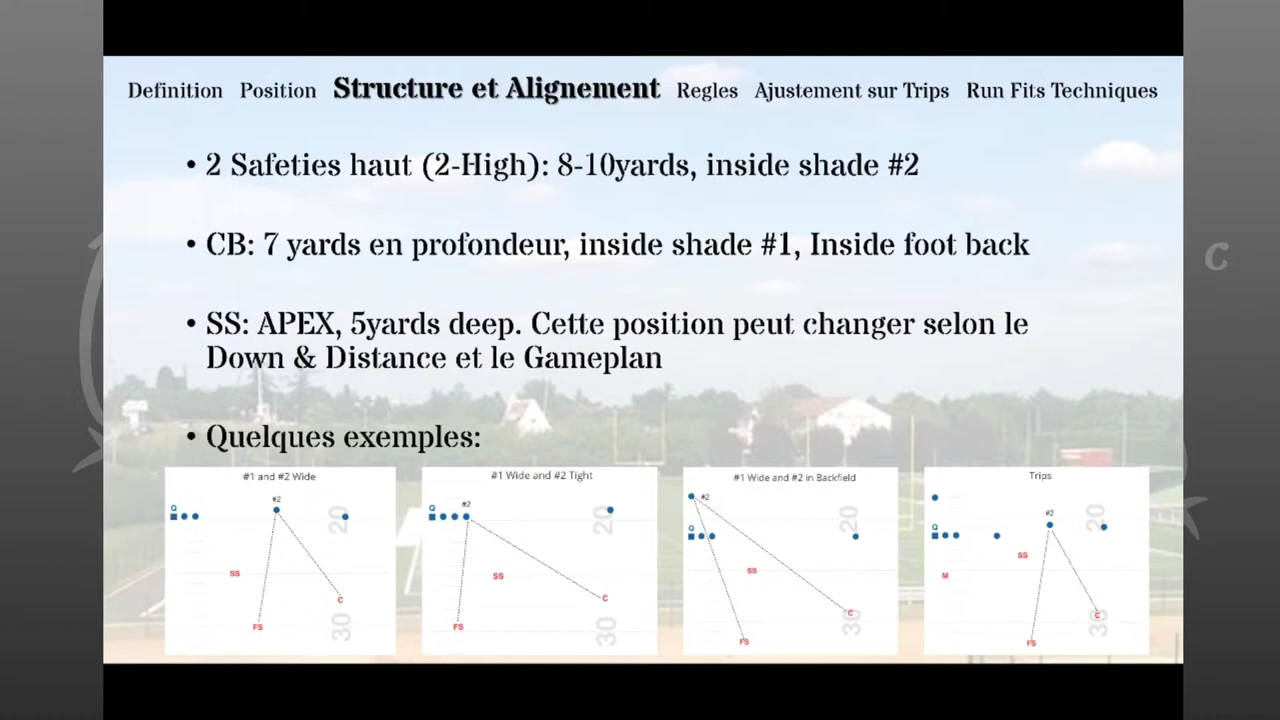 Definition Position Structure et Alignement Regles Ajustement sur Trips Run Fits Techniques
• 2 Safeties haut (2-High): 8-10yards, inside shade #2
• CB: 7 yards en profondeur, inside shade #1, Inside foot back
• SS: APEX, 5yards deep. Cette position peut changer selon le
Down & Distance et le Gameplan
• Quelques exemples:
#1 and #2 Wide
#2
Q
20
SS
C
FS
30
#1 Wide and #2 Tight
#2
Q
20
SS
C
FS
30
#1 Wide and #2 in Backfield
#2
Q
20
SS
C
30
FS
Trips
#2
20
Q
SS
M
C
30
FS
C